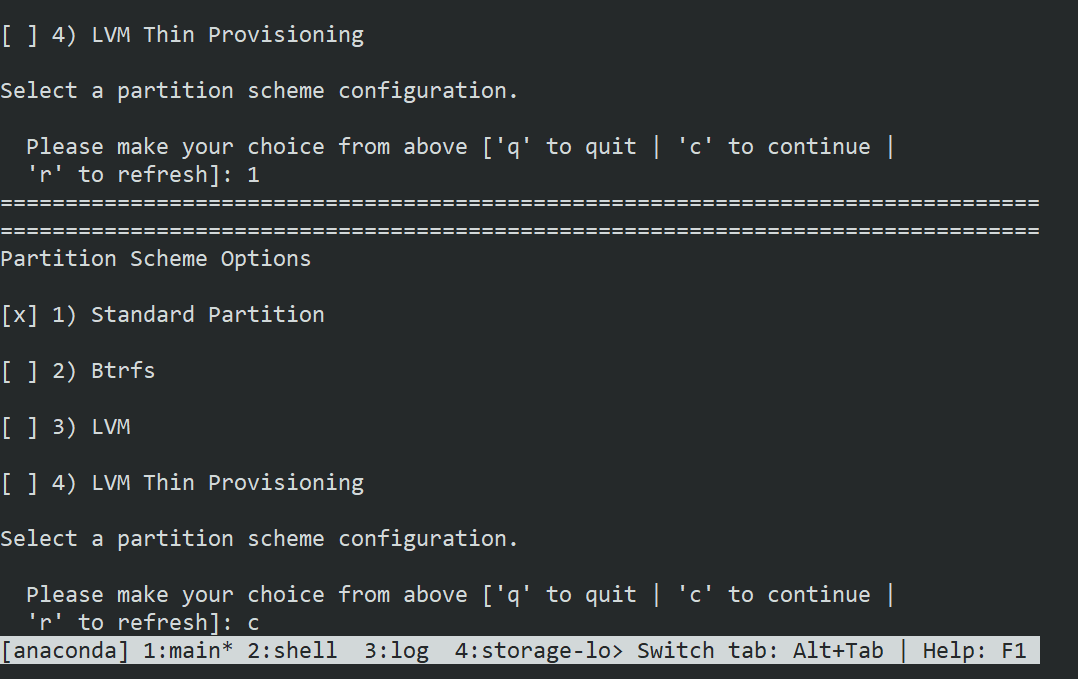 [ ] 4) LVM Thin Provisioning
Select a partition scheme configuration.
Please make your choice from above ['q' to quit | 'c' to continue |
'r' to refresh]: 1
================================================================================
================================================================================
Partition Scheme Options
[x] 1) Standard Partition
[ ] 2) Btrfs
[ ] 3) LVM
[ ] 4) LVM Thin Provisioning
Select a partition scheme configuration.
Please make your choice from above ['q' to quit | 'c' to continue |
'r' to refresh]: c
[anaconda] 1:main* 2:shell  3:log  4:storage-lo> Switch tab: Alt+Tab | Help: F1